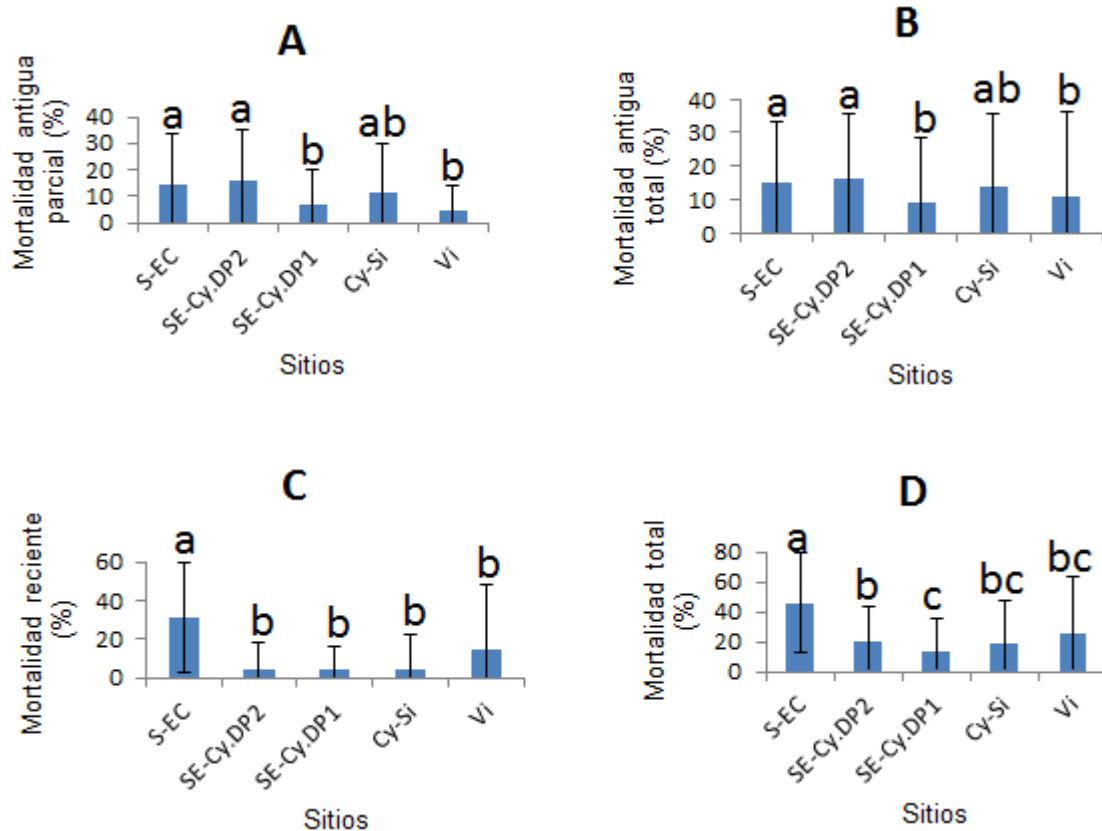 A
Mortalidad antigua
parcial (%)
40
30
20
10
0
a
a
b
ab
b
S-EC
SE-Cy.DP2
SE-Cy.DP1
Cy-Si
Vi
Sitios
B
Mortalidad antigua
total (%)
40
30
20
10
0
a
a
b
ab
b
S-EC
SE-Cy.DP2
SE-Cy.DP1
Cy-Si
Vi
Sitios
C
Mortalidad reciente
(%)
60
40
20
0
a
b
b
b
b
S-EC
SE-Cy.DP2
SE-Cy.DP1
Cy-Si
Vi
Sitios
D
Mortalidad total
(%)
80
60
40
20
0
a
b
c
bc
bc
S-EC
SE-Cy.DP2
SE-Cy.DP1
Cy-Si
Vi
Sitios